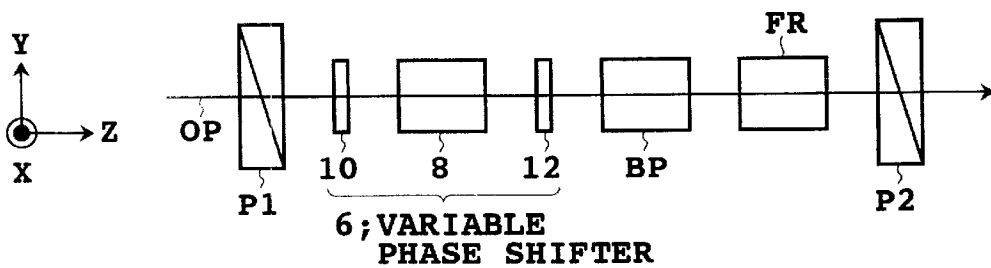 FR
Y
OP
Z
X
10
8
12
BP
P1
P2
6;VARIABLE
PHASE SHIFTER